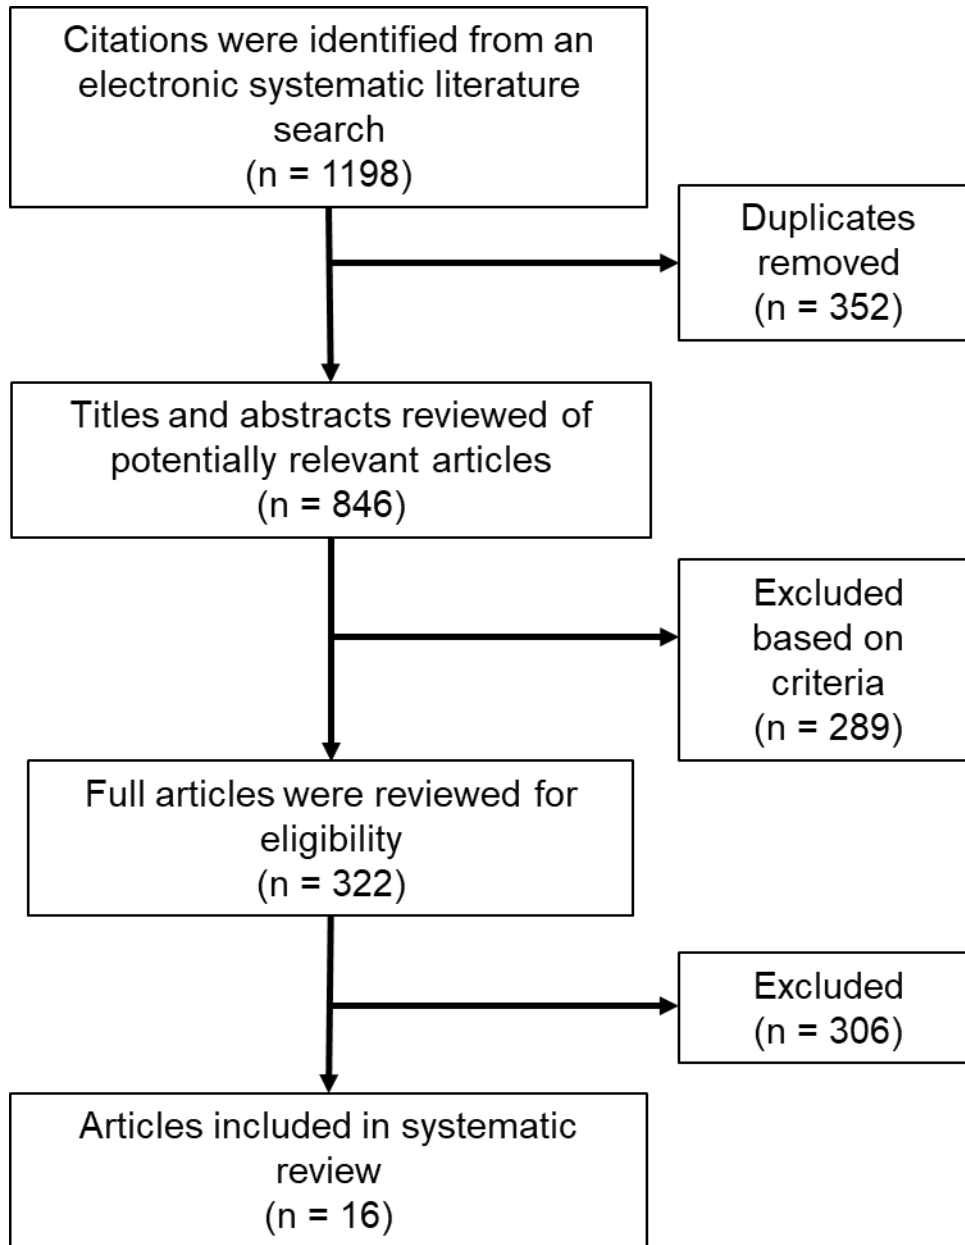 Citations were identified from an
electronic systematic literature
search
(n = 1198)
Duplicates
removed
(n = 352)
Titles and abstracts reviewed of
potentially relevant articles
(n = 846)
Excluded
based on
criteria
(n = 289)
Full articles were reviewed for
eligibility
(n = 322)
Excluded
(n = 306)
Articles included in systematic
review
(n = 16)